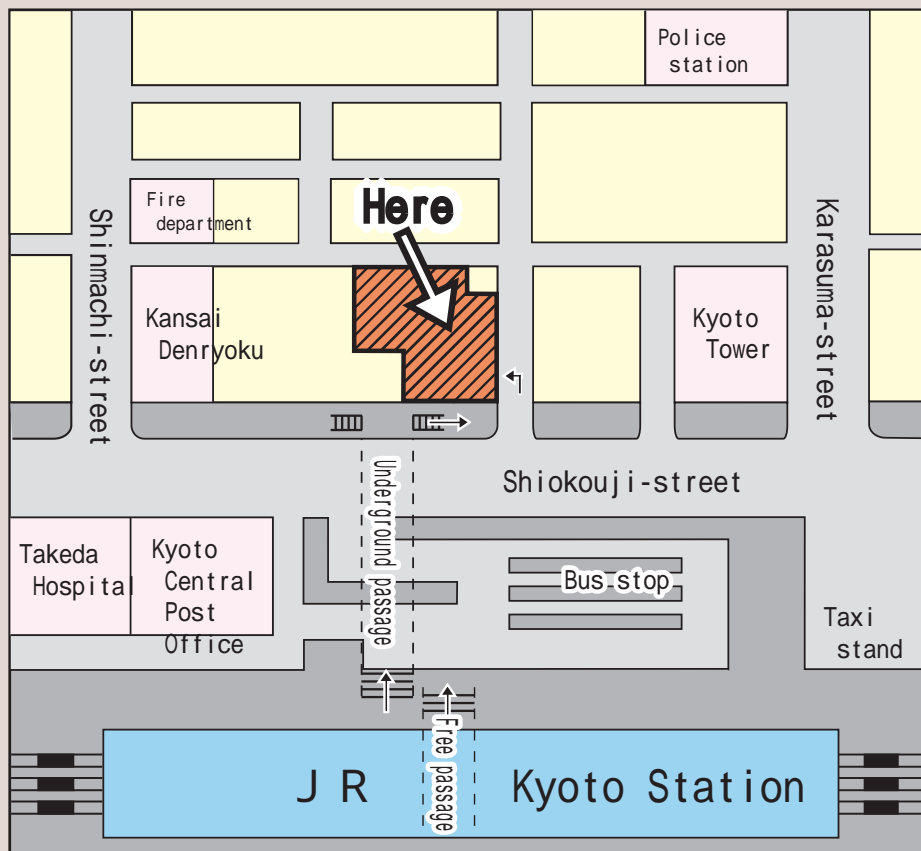 Police
station
Fire
department
Here
Shinmachi-street
Karasuma-street
Kansai
Denryoku
Kyoto
Tower
Shiokouji-street
Underground passage
Takeda
Hospital
Kyoto
Central
Post
Office
Bus stop
Taxi
stand
Free passage
JR Kyoto Station